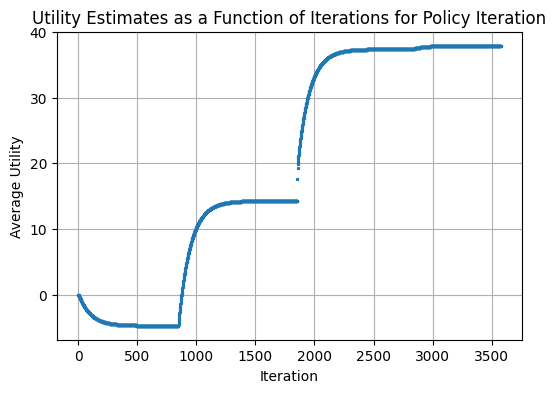 Utility Estimates as a Function of Iterations for Policy Iteration
40
30
20
10
0
Average Utility
0 500 1000 1500 2000 2500 3000 3500
Iteration